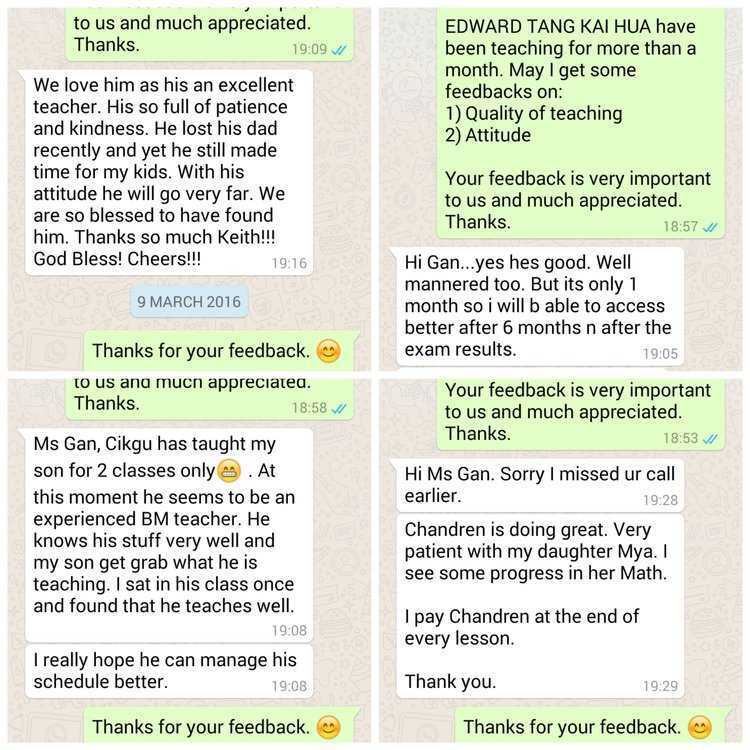 to us and much appreciated.
Thanks.
19:09
We love him as his an excellent
teacher. His so full of patience
and kindness. He lost his dad
recently and yet he still made
time for my kids. With his
attitude he will go very far. We
are so blessed to have found
him. Thanks so much Keith!!!
God Bless! Cheers!!!
19:16
9 MARCH 2016
Thanks for your feedback. 😊
EDWARD TANG KAI HUA have
been teaching for more than a
month. May I get some
feedbacks on:
1) Quality of teaching
2) Attitude
Your feedback is very important
to us and much appreciated.
Thanks.
18:57
Hi Gan...yes hes good. Well
mannered too. But its only 1
month so i will b able to access
better after 6 months n after the
exam results.
19:05
to us and much appreciated.
Thanks.
18:58
Ms Gan, Cikgu has taught my
son for 2 classes only😁 . At
this moment he seems to be an
experienced BM teacher. He
knows his stuff very well and
my son get grab what he is
teaching. I sat in his class once
and found that he teaches well.
19:08
I really hope he can manage his
schedule better.
19:08
Thanks for your feedback. 😊
Your feedback is very important
to us and much appreciated.
Thanks.
18:53
Hi Ms Gan. Sorry I missed ur call
earlier.
19:28
Chandren is doing great. Very
patient with my daughter Mya. I
see some progress in her Math.
I pay Chandren at the end of
every lesson.
Thank you.
19:29
Thanks for your feedback. 😊